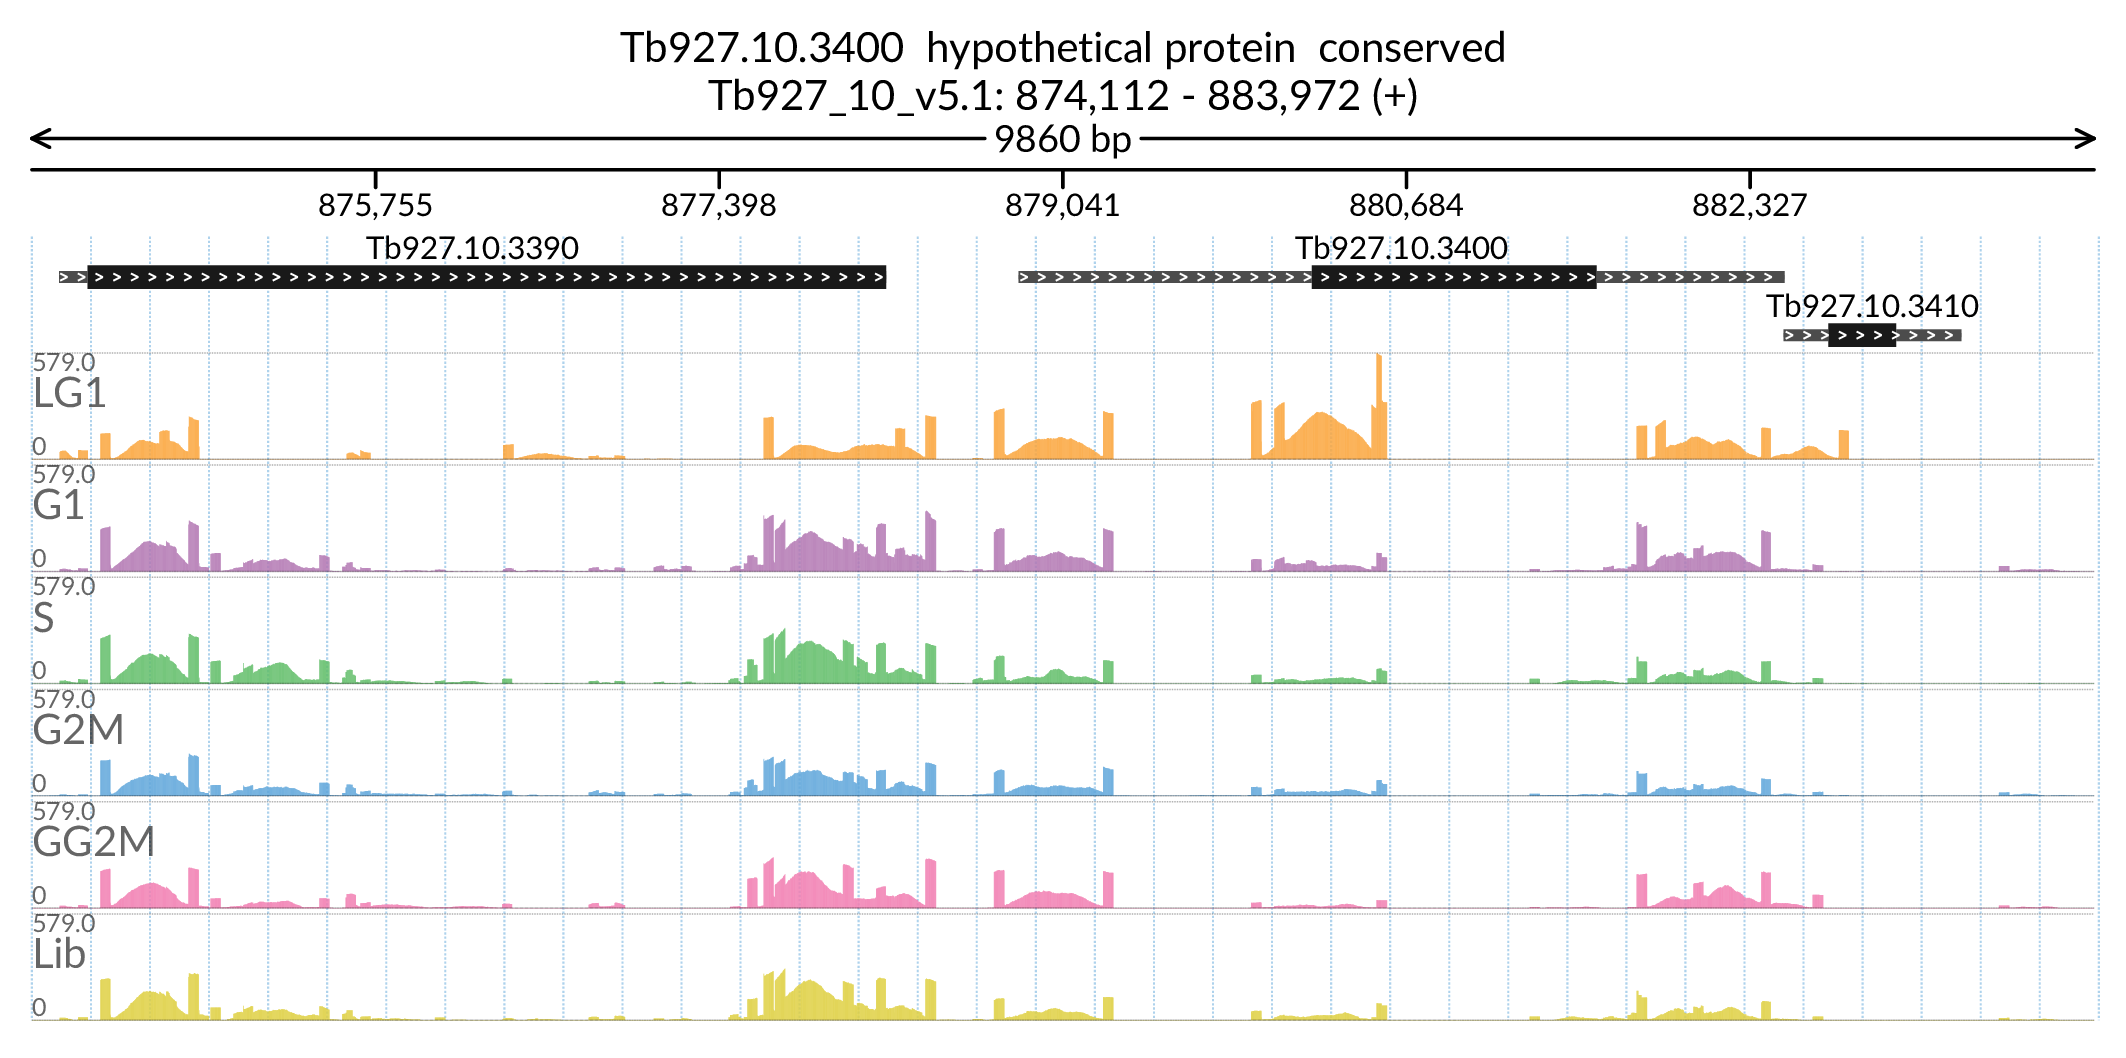 Tb927.10.3400  hypothetical protein  conserved
Tb927_10_v5.1: 874,112 - 883,972 (+)
9860 bp
875,755 877,398 879,041 880,684 882,327
Tb927.10.3390 Tb927.10.3400
Tb927.10.3410
579.0
LG1
0
579.0
G1
0
579.0
S
0
579.0
G2M
0
579.0
GG2M
0
579.0
Lib
0